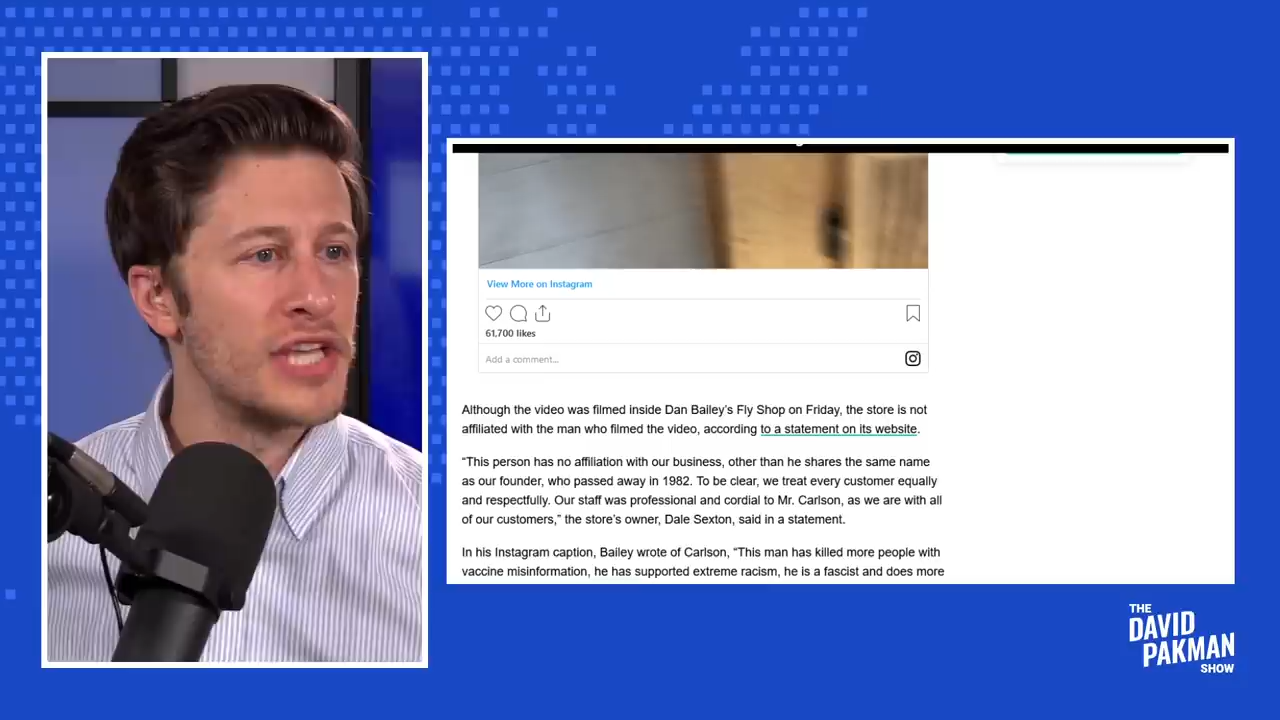 View More on Instagram
61,700 likes
Add a comment...
Although the video was filmed inside Dan Bailey’s Fly Shop on Friday, the store is not
affiliated with the man who filmed the video, according to a statement on its website.
“This person has no affiliation with our business, other than he shares the same name
as our founder, who passed away in 1982. To be clear, we treat every customer equally
and respectfully. Our staff was professional and cordial to Mr. Carlson, as we are with all
of our customers,” the store’s owner, Dale Sexton, said in a statement.
In his Instagram caption, Bailey wrote of Carlson, “This man has killed more people with
vaccine misinformation, he has supported extreme racism, he is a fascist and does more
THE
DAVID
PAKMAN
SHOW